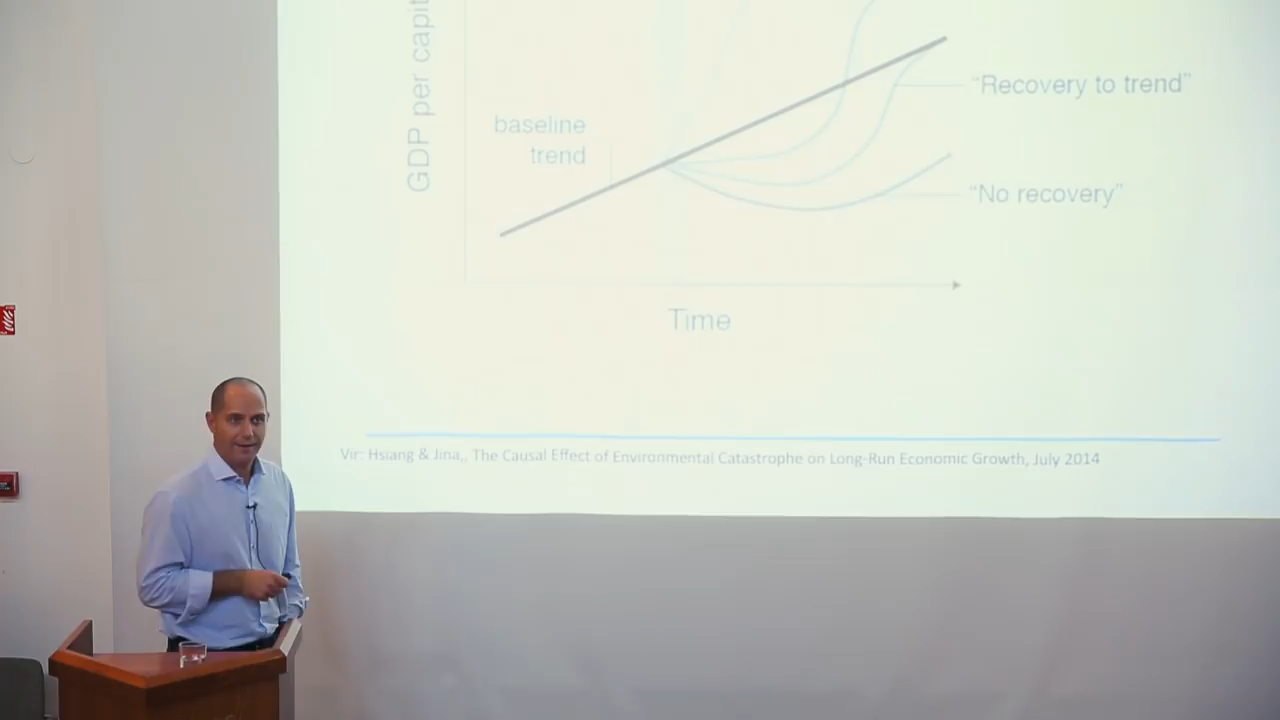 GDP per capit
baseline
trend
"Recovery to trend"
"No recovery"
Time
Vir: Hsiang & Jina,, The Causal Effect of Environmental Catastrophe on Long-Run Economic Growth, July 2014